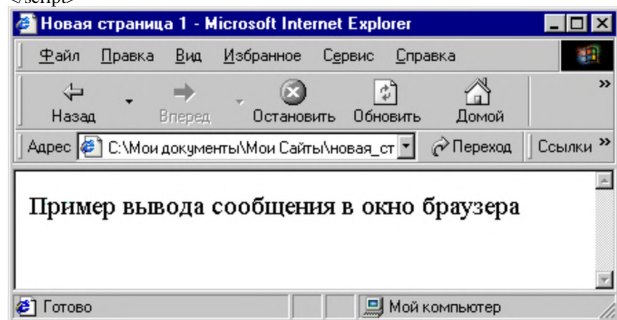 </script>
Новая страница 1 - Microsoft Internet Explorer
Файл Правка Вид Избранное Сервис Справка
Назад Вперед Остановить Обновить Домой »
Адрес C:\Мои документы\Мои Сайты\новая_ст Переход Ссылки »
Пример вывода сообщения в окно браузера
Готово Мой компьютер